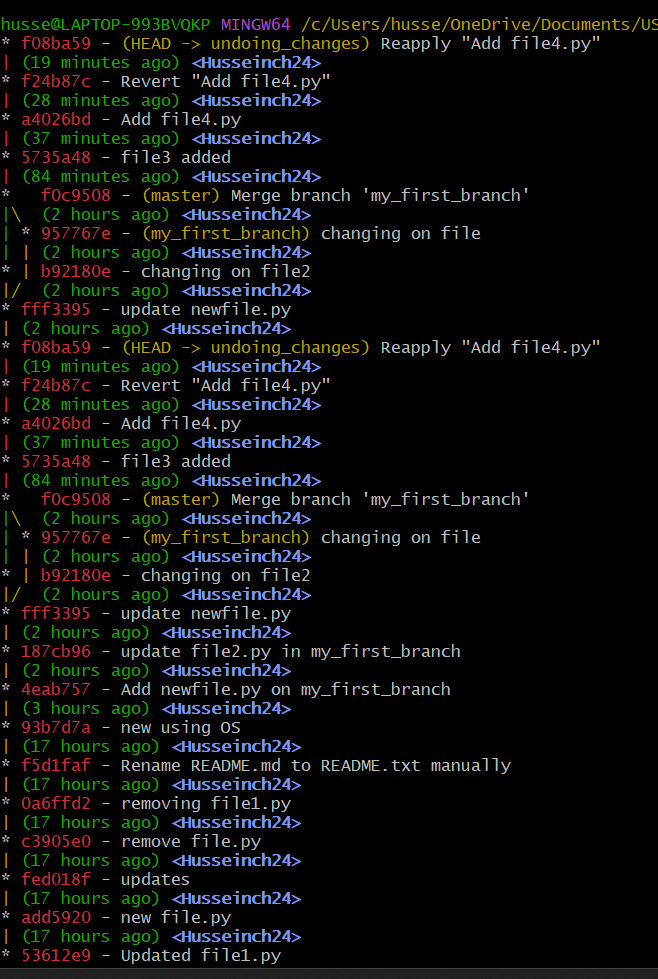 husse@LAPTOP-993BVQKP MINGW64 /c/Users/husse/OneDrive/Documents/US
* f08ba59 - (HEAD -> undoing_changes) Reapply "Add file4.py"
| (19 minutes ago) <Husseinch24>
* f24b87c - Revert "Add file4.py"
| (28 minutes ago) <Husseinch24>
* a4026bd - Add file4.py
| (37 minutes ago) <Husseinch24>
* 5735a48 - file3 added
| (84 minutes ago) <Husseinch24>
*   f0c9508 - (master) Merge branch 'my_first_branch'
|\  (2 hours ago) <Husseinch24>
| * 957767e - (my_first_branch) changing on file
| | (2 hours ago) <Husseinch24>
* | b92180e - changing on file2
|/  (2 hours ago) <Husseinch24>
* fff3395 - update newfile.py
| (2 hours ago) <Husseinch24>
* f08ba59 - (HEAD -> undoing_changes) Reapply "Add file4.py"
| (19 minutes ago) <Husseinch24>
* f24b87c - Revert "Add file4.py"
| (28 minutes ago) <Husseinch24>
* a4026bd - Add file4.py
| (37 minutes ago) <Husseinch24>
* 5735a48 - file3 added
| (84 minutes ago) <Husseinch24>
*   f0c9508 - (master) Merge branch 'my_first_branch'
|\  (2 hours ago) <Husseinch24>
| * 957767e - (my_first_branch) changing on file
| | (2 hours ago) <Husseinch24>
* | b92180e - changing on file2
|/  (2 hours ago) <Husseinch24>
* fff3395 - update newfile.py
| (2 hours ago) <Husseinch24>
* 187cb96 - update file2.py in my_first_branch
| (2 hours ago) <Husseinch24>
* 4eab757 - Add newfile.py on my_first_branch
| (3 hours ago) <Husseinch24>
* 93b7d7a - new using OS
| (17 hours ago) <Husseinch24>
* f5d1faf - Rename README.md to README.txt manually
| (17 hours ago) <Husseinch24>
* 0a6ffd2 - removing file1.py
| (17 hours ago) <Husseinch24>
* c3905e0 - remove file.py
| (17 hours ago) <Husseinch24>
* fed018f - updates
| (17 hours ago) <Husseinch24>
* add5920 - new file.py
| (17 hours ago) <Husseinch24>
* 53612e9 - Updated file1.py